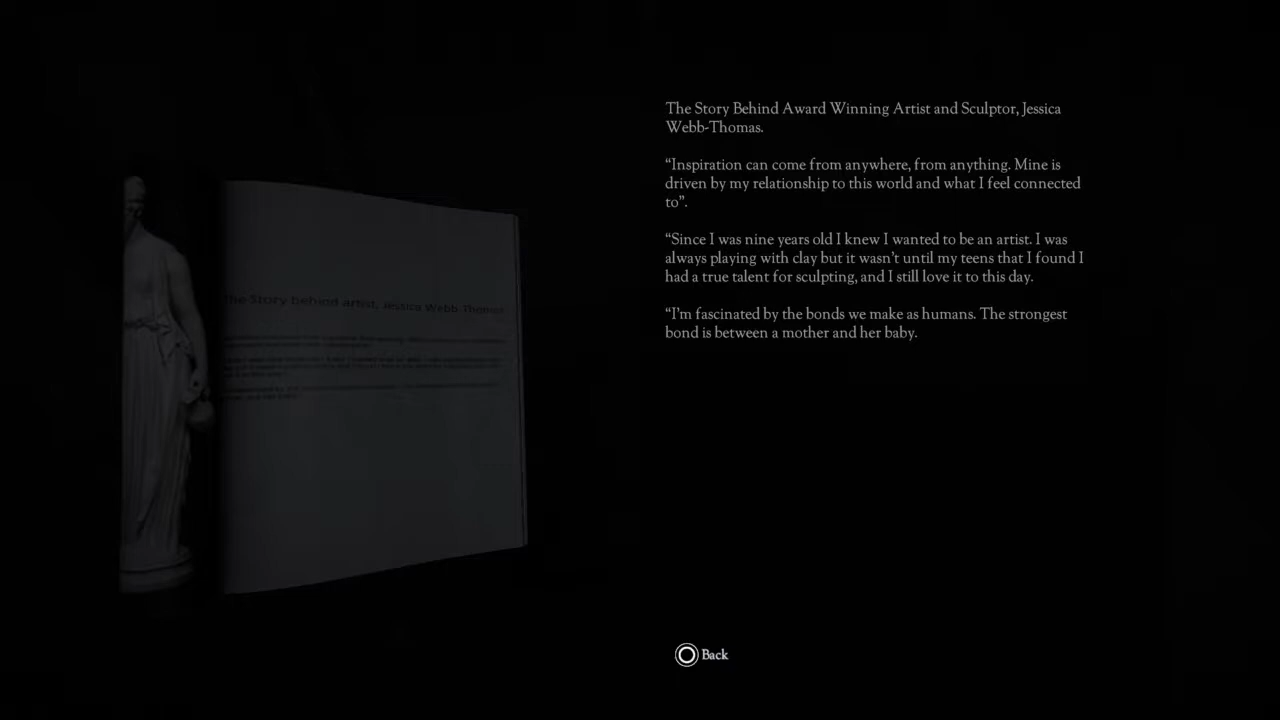 The Story behind artist, Jessica Webb-Thomas
The Story Behind Award Winning Artist and Sculptor, Jessica
Webb-Thomas.
“Inspiration can come from anywhere, from anything. Mine is
driven by my relationship to this world and what I feel connected
to”.
“Since I was nine years old I knew I wanted to be an artist. I was
always playing with clay but it wasn’t until my teens that I found I
had a true talent for sculpting, and I still love it to this day.
“I’m fascinated by the bonds we make as humans. The strongest
bond is between a mother and her baby.
Back